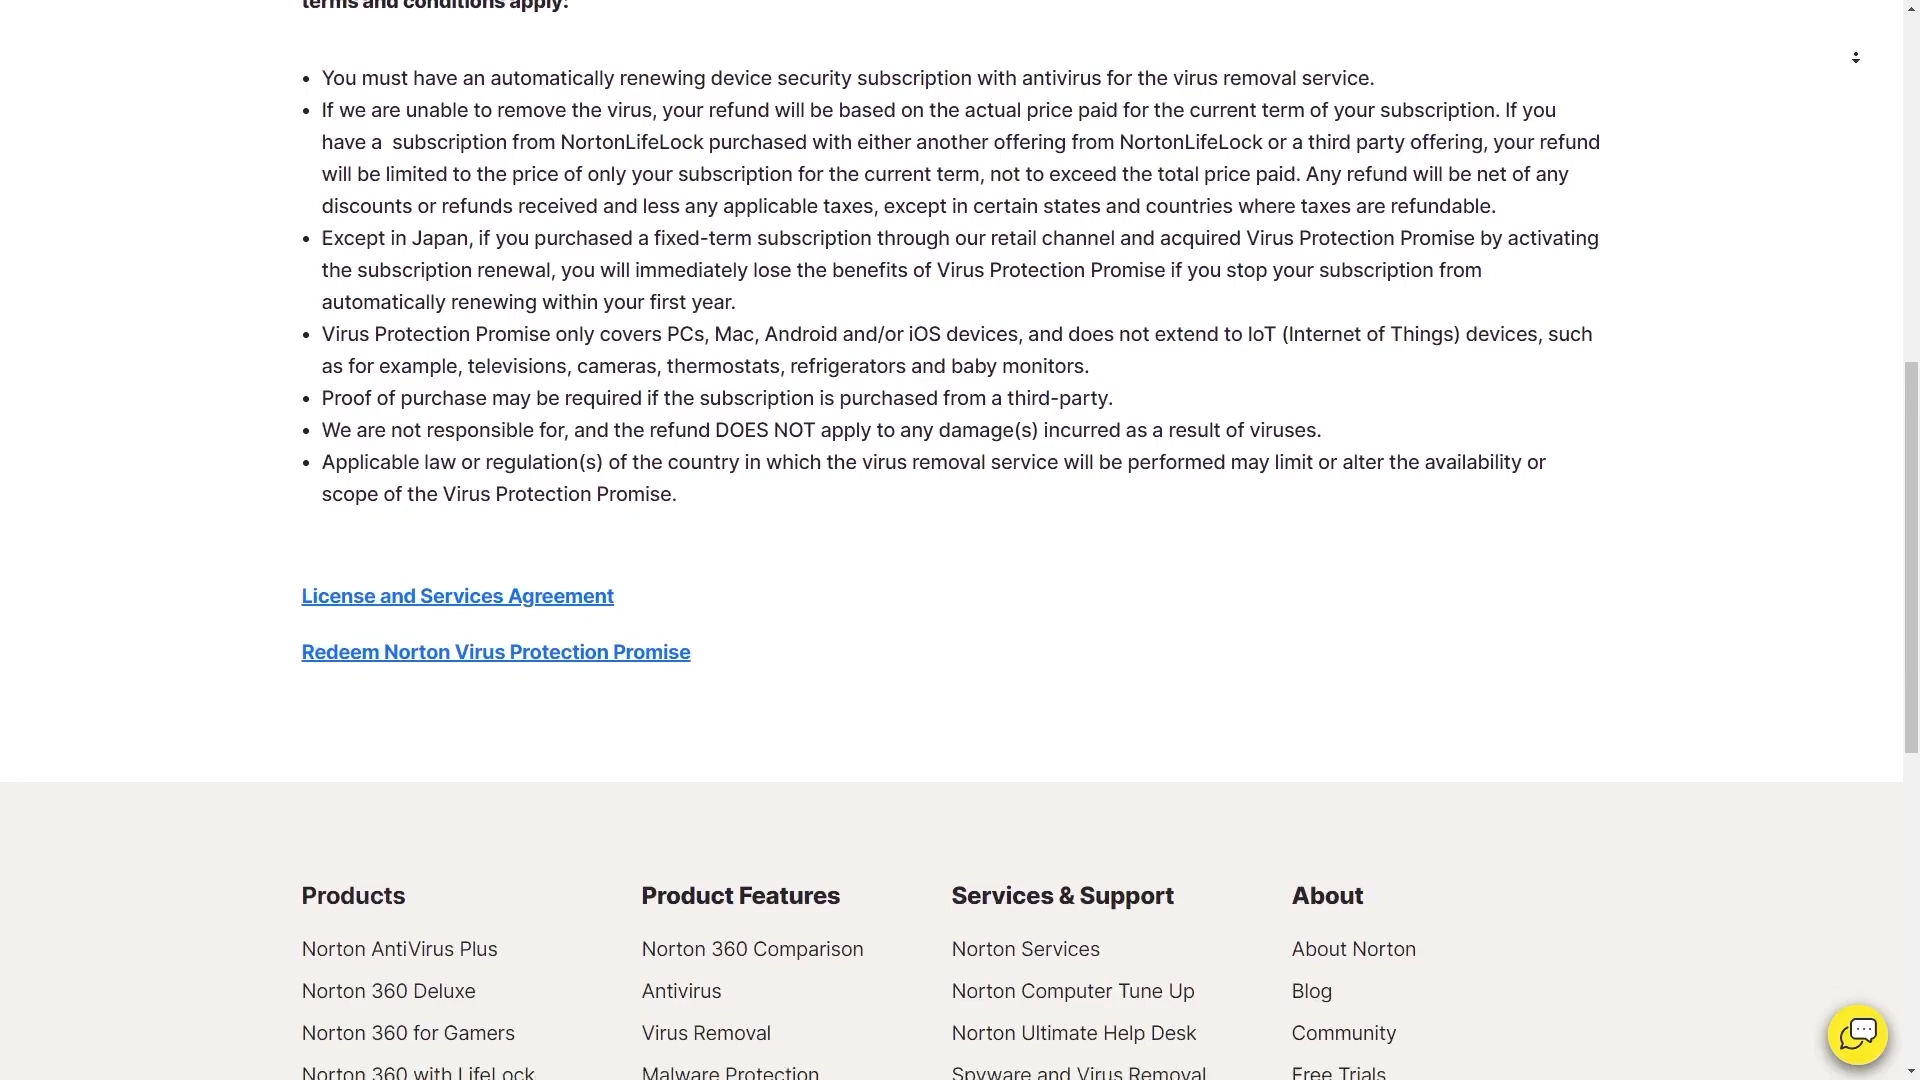 terms and conditions apply:
• You must have an automatically renewing device security subscription with antivirus for the virus removal service.
• If we are unable to remove the virus, your refund will be based on the actual price paid for the current term of your subscription. If you
have a  subscription from NortonLifeLock purchased with either another offering from NortonLifeLock or a third party offering, your refund
will be limited to the price of only your subscription for the current term, not to exceed the total price paid. Any refund will be net of any
discounts or refunds received and less any applicable taxes, except in certain states and countries where taxes are refundable.
• Except in Japan, if you purchased a fixed-term subscription through our retail channel and acquired Virus Protection Promise by activating
the subscription renewal, you will immediately lose the benefits of Virus Protection Promise if you stop your subscription from
automatically renewing within your first year.
• Virus Protection Promise only covers PCs, Mac, Android and/or iOS devices, and does not extend to IoT (Internet of Things) devices, such
as for example, televisions, cameras, thermostats, refrigerators and baby monitors.
• Proof of purchase may be required if the subscription is purchased from a third-party.
• We are not responsible for, and the refund DOES NOT apply to any damage(s) incurred as a result of viruses.
• Applicable law or regulation(s) of the country in which the virus removal service will be performed may limit or alter the availability or
scope of the Virus Protection Promise.
License and Services Agreement
Redeem Norton Virus Protection Promise
Products
Norton AntiVirus Plus
Norton 360 Deluxe
Norton 360 for Gamers
Norton 360 with LifeLock
Product Features
Norton 360 Comparison
Antivirus
Virus Removal
Malware Protection
Services & Support
Norton Services
Norton Computer Tune Up
Norton Ultimate Help Desk
Spyware and Virus Removal
About
About Norton
Blog
Community
Free Trials